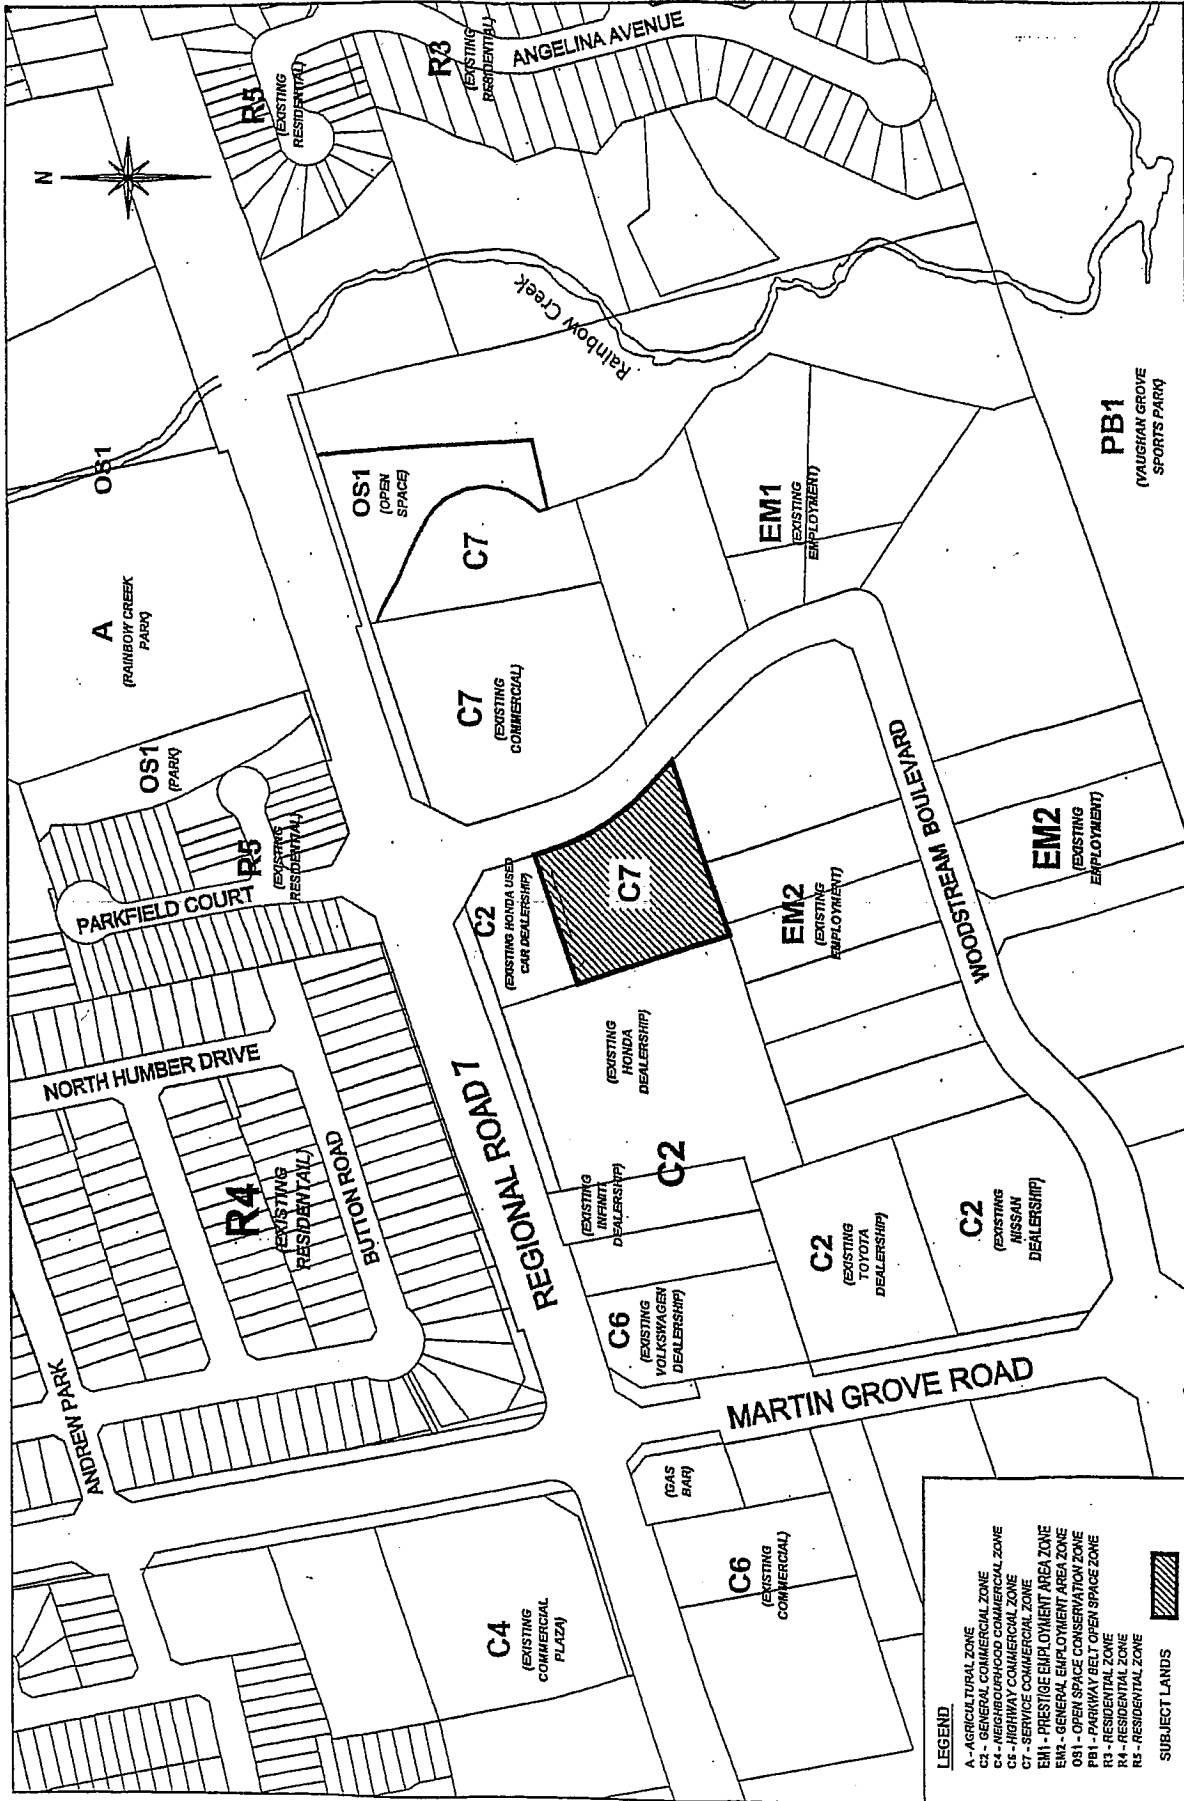 N
R5
(EXISTING
RESIDENTIAL)
R3
(EXISTING
RESIDENTIAL)
ANGELINA AVENUE
Rainbow Creek
OS1
A
(RAINBOW CREEK
PARK)
OS1
(PARK)
R5
(EXISTING
RESIDENTIAL)
PARKFIELD COURT
NORTH HUMBER DRIVE
BUTTON ROAD
R4
(EXISTING
RESIDENTAIL)
ANDREW PARK
REGIONAL ROAD 7
OS1
(OPEN
SPACE)
C7
C7
(EXISTING
COMMERCIAL)
EM1
(EXISTING
EMPLOYMENT)
PB1
(VAUGHAN GROVE
SPORTS PARK)
C2
(EXISTING HONDA USED
CAR DEALERSHIP)
C7
EM2
(EXISTING
EMPLOYMENT)
WOODSTREAM BOULEVARD
EM2
(EXISTING
EMPLOYMENT)
(EXISTING
HONDA
DEALERSHIP)
C2
(EXISTING
INFINITI
DEALERSHIP)
C6
(EXISTING
VOLKSWAGEN
DEALERSHIP)
C2
(EXISTING
TOYOTA
DEALERSHIP)
C2
(EXISTING
NISSAN
DEALERSHIP)
MARTIN GROVE ROAD
(GAS
BAR)
C6
(EXISTING
COMMERCIAL)
C4
(EXISTING
COMMERCIAL
PLAZA)
LEGEND
A - AGRICULTURAL ZONE
C2 - GENERAL COMMERCIAL ZONE
C4 - NEIGHBOURHOOD COMMERCIAL ZONE
C6 - HIGHWAY COMMERCIAL ZONE
C7 - SERVICE COMMERCIAL ZONE
EM1 - PRESTIGE EMPLOYMENT AREA ZONE
EM2 - GENERAL EMPLOYMENT AREA ZONE
OS1 - OPEN SPACE CONSERVATION ZONE
PB1 - PARKWAY BELT OPEN SPACE ZONE
R3 - RESIDENTIAL ZONE
R4 - RESIDENTIAL ZONE
R5 - RESIDENTIAL ZONE
SUBJECT LANDS